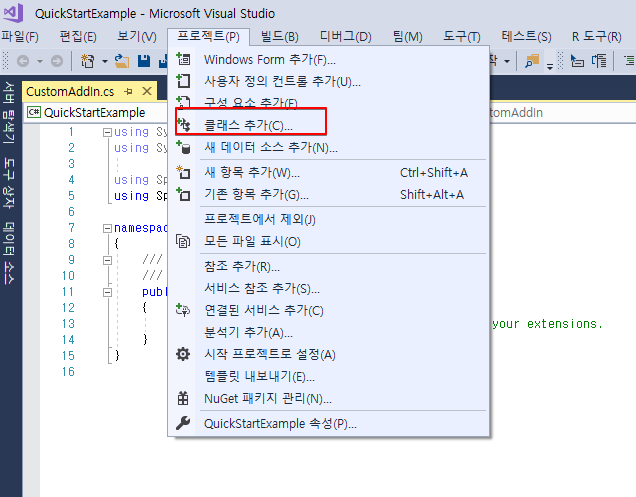 QuickStartExample - Microsoft Visual Studio
파일(F) 편집(E) 보기(V) 프로젝트(P) 빌드(B) 디버그(D) 팀(M) 도구(T) 테스트(S) R 도구(R)
서버 탐색기 도구 상자 데이터 소스
CustomAddIn.cs
C# QuickStartExample
1 using Sy
2 using Sy
3
4 using Sp
5 using Sp
6
7 namespac
8 {
9 ///
10 ///
11 publ
12 {
13 your extensions.
14 }
15 }
16
Windows Form 추가(F)...
사용자 정의 컨트롤 추가(U)...
구성 요소 추가(F)
클래스 추가(C)...
새 데이터 소스 추가(N)...
새 항목 추가(W)... Ctrl+Shift+A
기존 항목 추가(G)... Shift+Alt+A
프로젝트에서 제외(J)
모든 파일 표시(O)
참조 추가(R)...
서비스 참조 추가(S)...
연결된 서비스 추가(C)
분석기 추가(A)...
시작 프로젝트로 설정(A)
템플릿 내보내기(E)...
NuGet 패키지 관리(N)...
QuickStartExample 속성(P)...